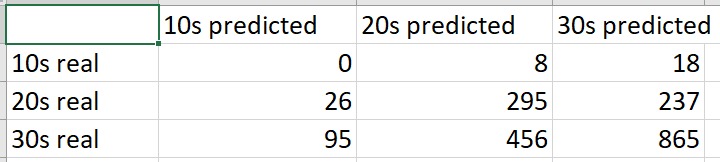 10s predicted 20s predicted 30s predicted
10s real 0 8 18
20s real 26 295 237
30s real 95 456 865